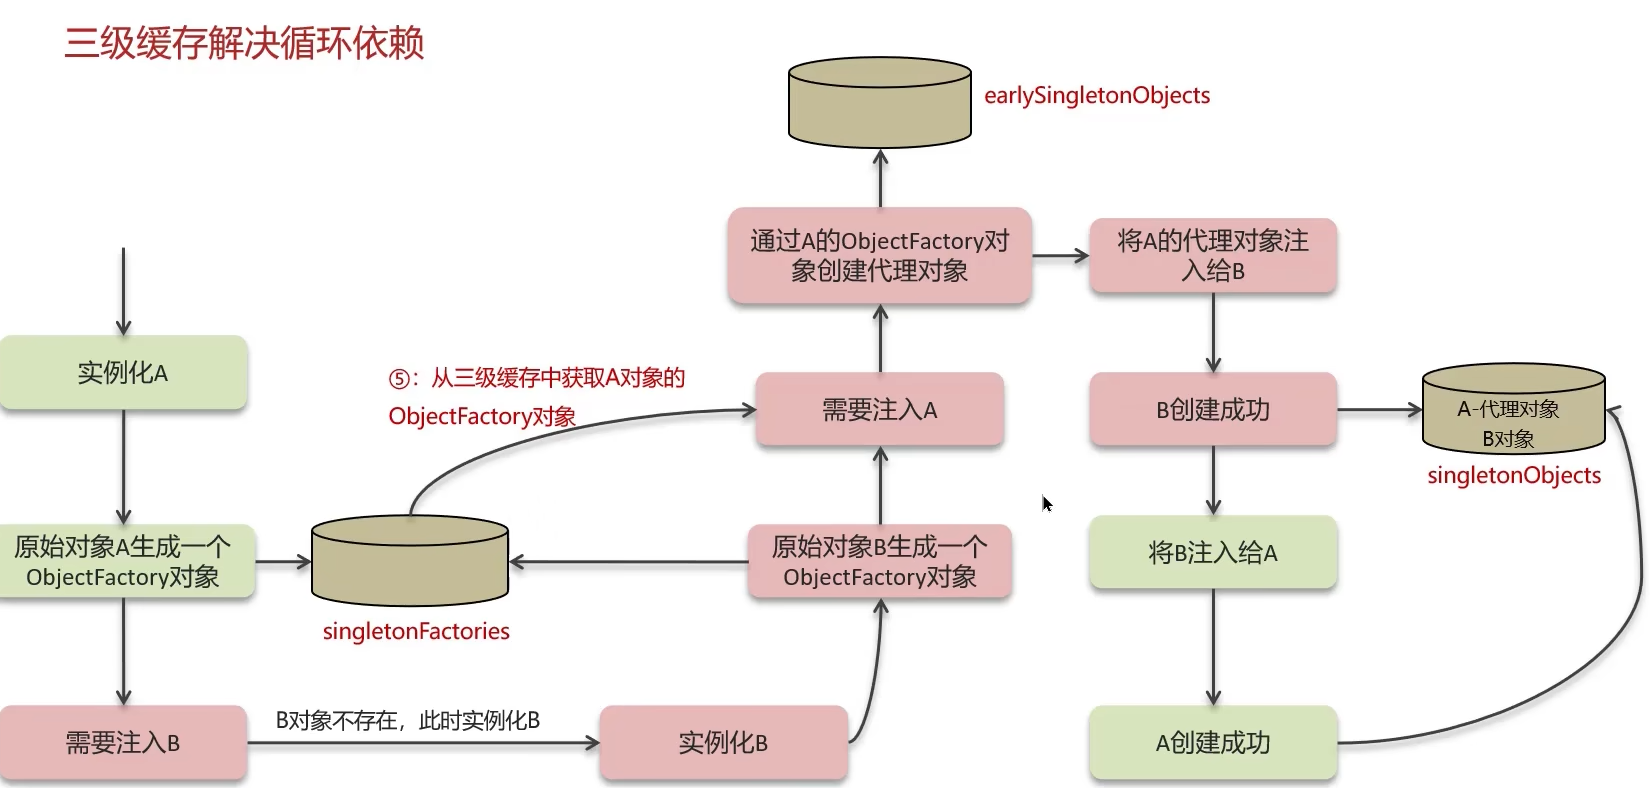 三级缓存解决循环依赖
earlySingletonObjects
通过A的ObjectFactory对
象创建代理对象
将A的代理对象注
入给B
实例化A
⑤：从三级缓存中获取A对象的
ObjectFactory对象
需要注入A
B创建成功
A-代理对象
B对象
singletonObjects
原始对象A生成一个
ObjectFactory对象
原始对象B生成一个
ObjectFactory对象
将B注入给A
singletonFactories
需要注入B
B对象不存在，此时实例化B
实例化B
A创建成功